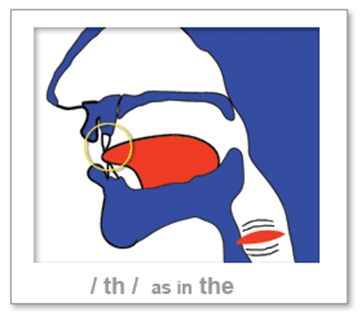 / th / as in the